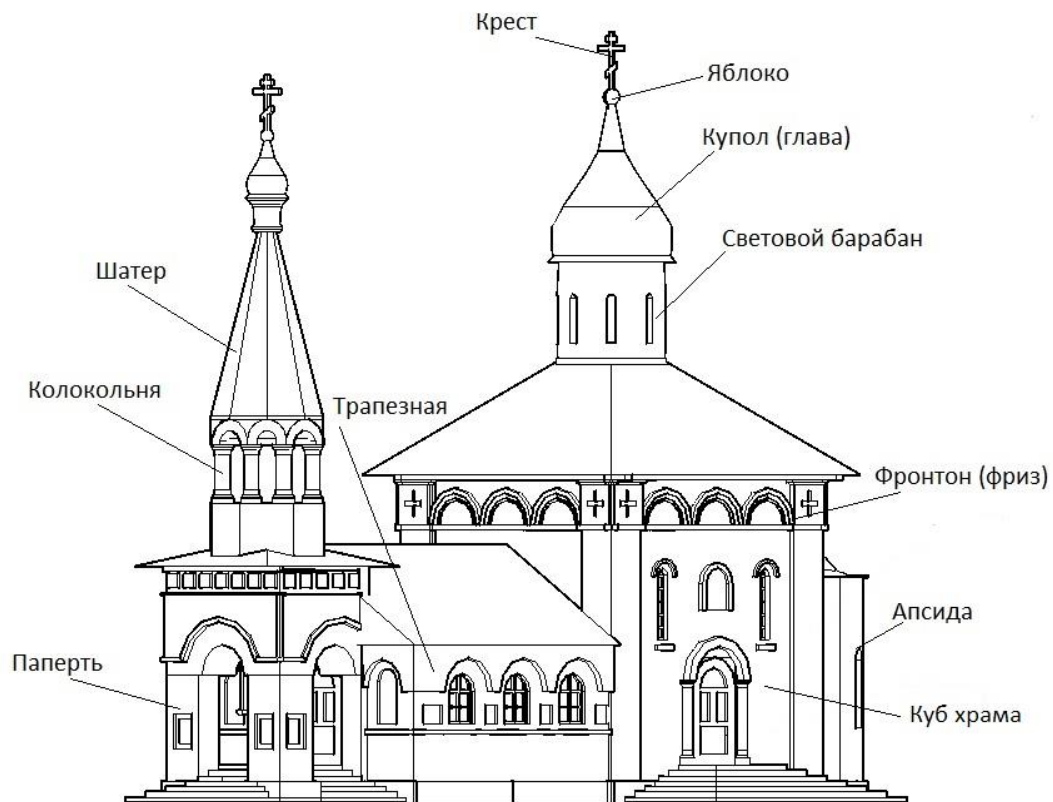 Крест
Яблоко
Купол (глава)
Световой барабан
Шатер
Колокольня
Трапезная
Фронтон (фриз)
Апсида
Паперть
Куб храма